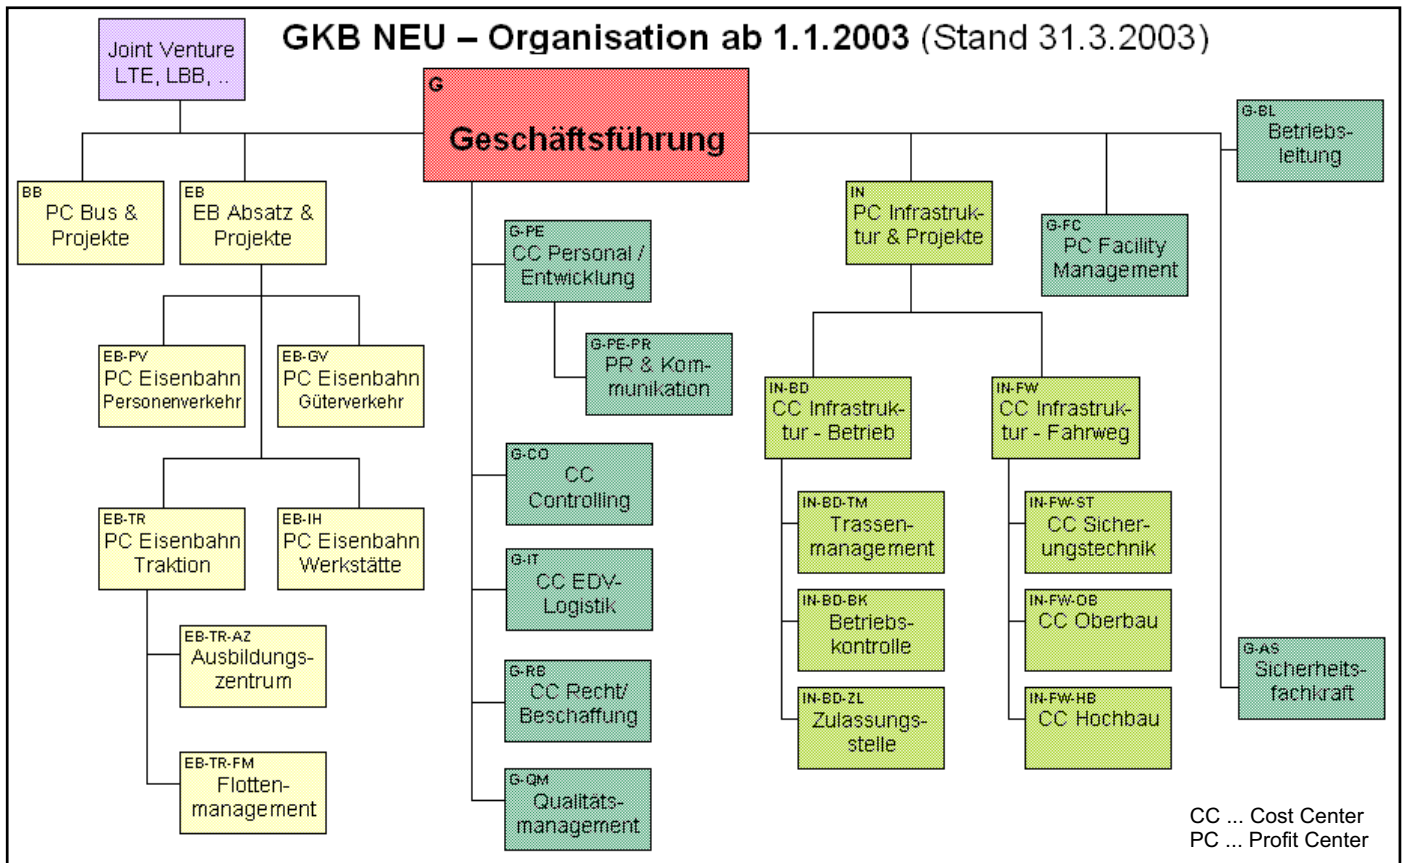 GKB NEU – Organisation ab 1.1.2003 (Stand 31.3.2003)
Joint Venture
LTE, LBB, ..
G
Geschäftsführung
G-BL
Betriebs-
leitung
BB
PC Bus &
Projekte
EB
EB Absatz &
Projekte
IN
PC Infrastruk-
tur & Projekte
G-FC
PC Facility
Management
G-PE
CC Personal /
Entwicklung
G-PE-PR
PR & Kom-
munikation
EB-PV
PC Eisenbahn
Personenverkehr
EB-GV
PC Eisenbahn
Güterverkehr
IN-BD
CC Infrastruk-
tur - Betrieb
IN-FW
CC Infrastruk-
tur - Fahrweg
G-CO
CC
Controlling
EB-TR
PC Eisenbahn
Traktion
EB-IH
PC Eisenbahn
Werkstätte
G-IT
CC EDV-
Logistik
IN-BD-TM
Trassen-
management
IN-FW-ST
CC Sicher-
ungstechnik
IN-BD-BK
Betriebs-
kontrolle
IN-FW-OB
CC Oberbau
EB-TR-AZ
Ausbildungs-
zentrum
G-RB
CC Recht/
Beschaffung
IN-BD-ZL
Zulassungs-
stelle
IN-FW-HB
CC Hochbau
G-AS
Sicherheits-
fachkraft
EB-TR-FM
Flotten-
management
G-QM
Qualitäts-
management
CC ... Cost Center
PC ... Profit Center